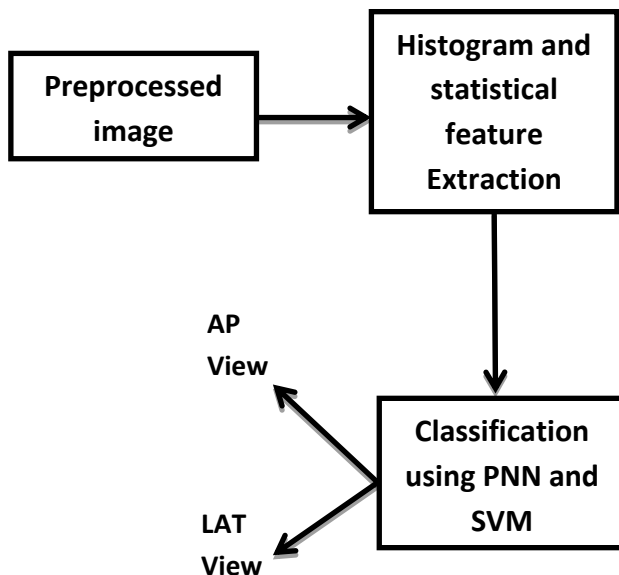 Preprocessed
image
Histogram and
statistical
feature
Extraction
Classification
using PNN and
SVM
AP
View
LAT
View